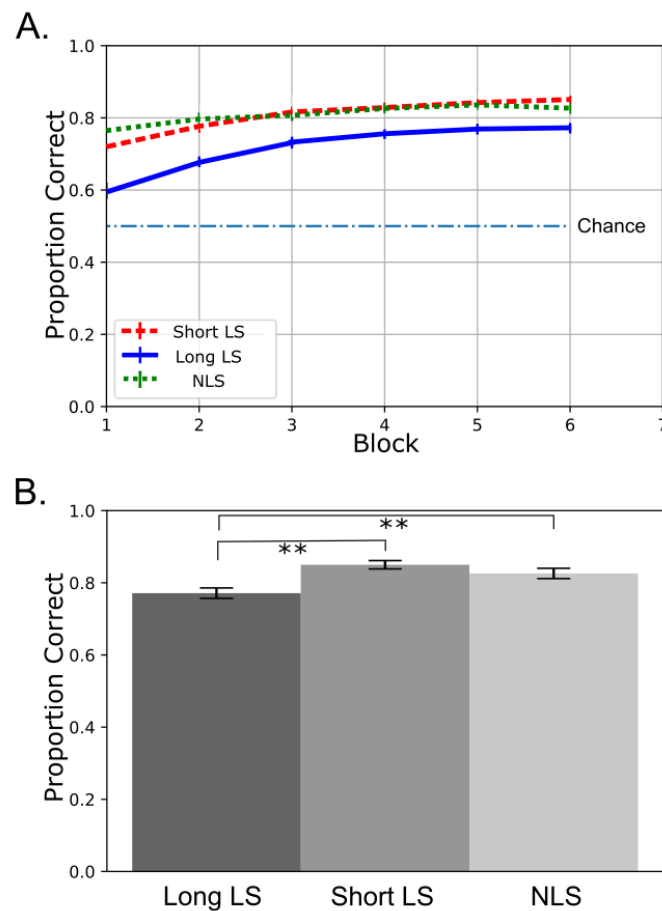 A.
1.0
0.8
0.6
0.4
0.2
0.0
Proportion Correct
Chance
Short LS
Long LS
NLS
1 2 3 4 5 6 7
Block
B.
1.0
0.8
0.6
0.4
0.2
0.0
Proportion Correct
**
**
Long LS Short LS NLS